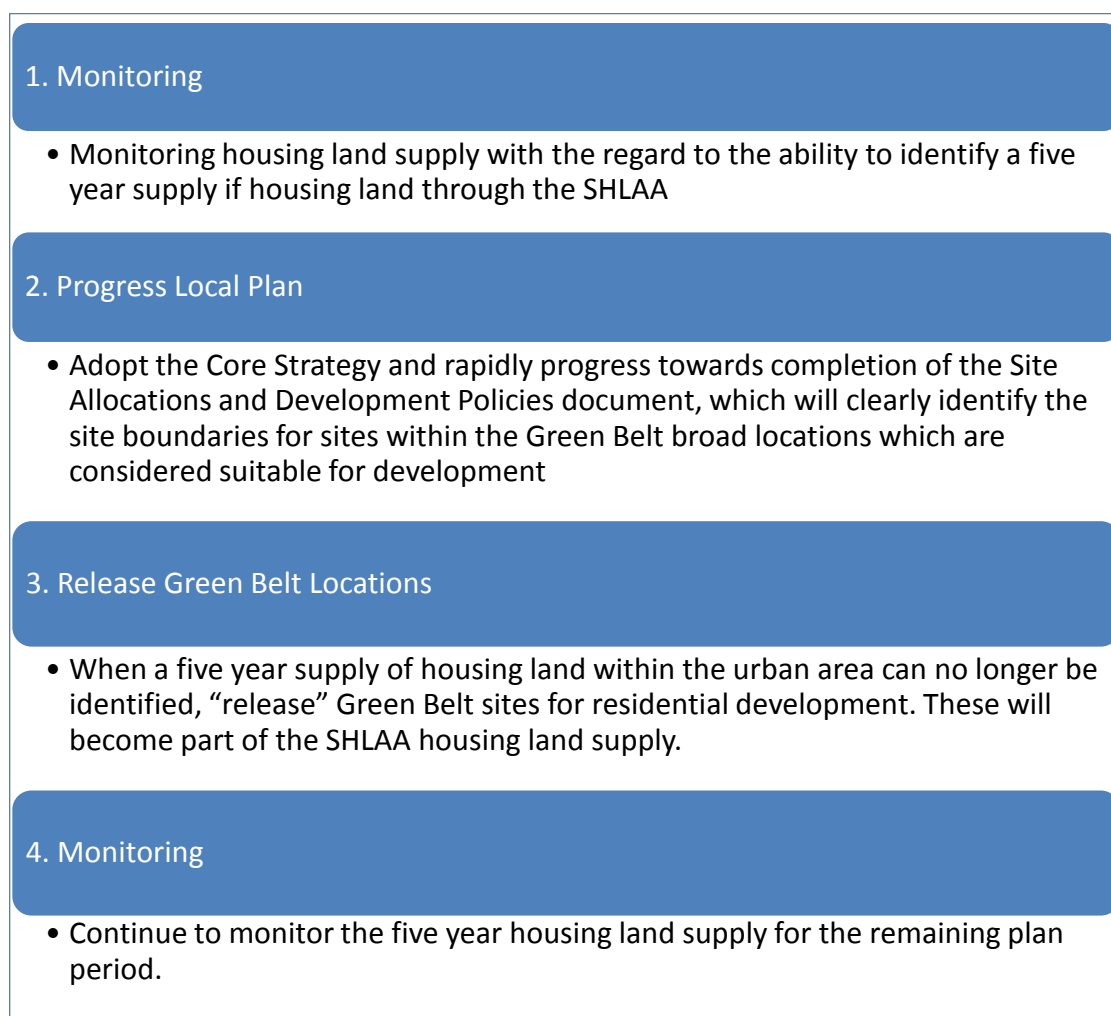 1. Monitoring
• Monitoring housing land supply with the regard to the ability to identify a five
year supply if housing land through the SHLAA
2. Progress Local Plan
• Adopt the Core Strategy and rapidly progress towards completion of the Site
Allocations and Development Policies document, which will clearly identify the
site boundaries for sites within the Green Belt broad locations which are
considered suitable for development
3. Release Green Belt Locations
• When a five year supply of housing land within the urban area can no longer be
identified, “release” Green Belt sites for residential development. These will
become part of the SHLAA housing land supply.
4. Monitoring
• Continue to monitor the five year housing land supply for the remaining plan
period.